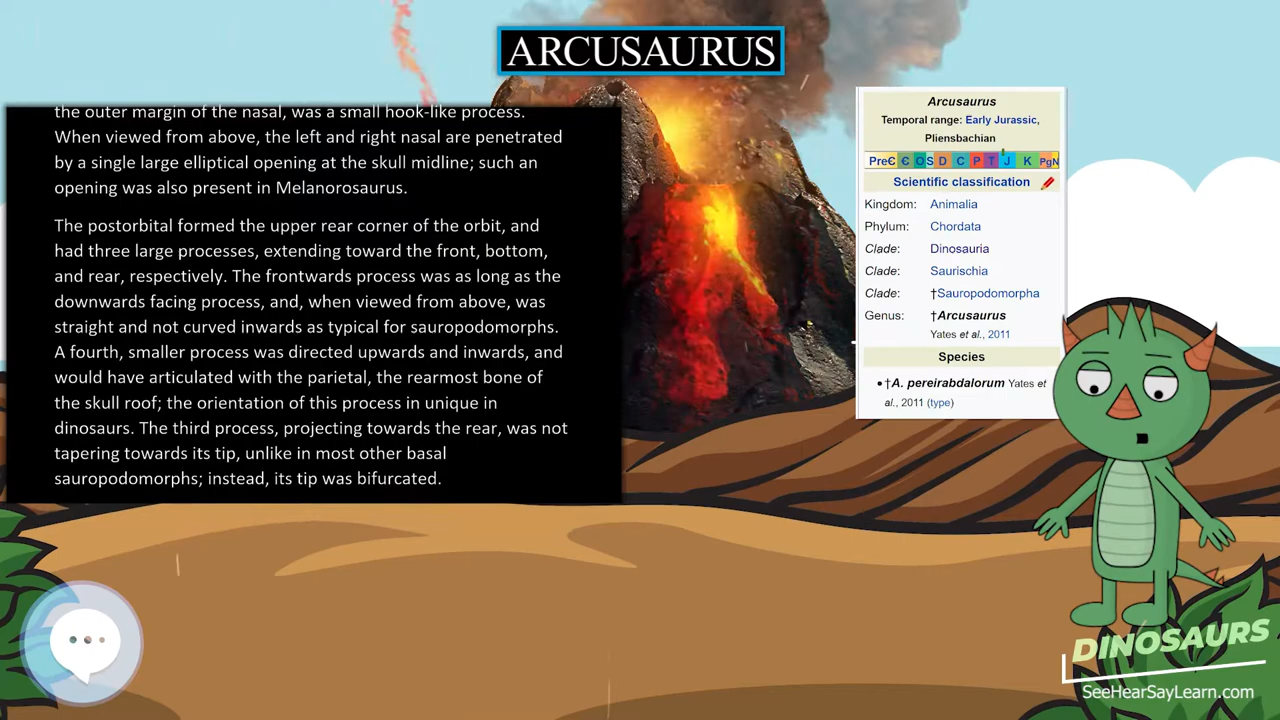 ARCUSAURUS
the outer margin of the nasal, was a small hook-like process.
When viewed from above, the left and right nasal are penetrated
by a single large elliptical opening at the skull midline; such an
opening was also present in Melanorosaurus.
The postorbital formed the upper rear corner of the orbit, and
had three large processes, extending toward the front, bottom,
and rear, respectively. The frontwards process was as long as the
downwards facing process, and, when viewed from above, was
straight and not curved inwards as typical for sauropodomorphs.
A fourth, smaller process was directed upwards and inwards, and
would have articulated with the parietal, the rearmost bone of
the skull roof; the orientation of this process in unique in
dinosaurs. The third process, projecting towards the rear, was not
tapering towards its tip, unlike in most other basal
sauropodomorphs; instead, its tip was bifurcated.
Arcusaurus
Temporal range: Early Jurassic,
Pliensbachian
PreЄ Є O S D C P T J K PgN
Scientific classification
Kingdom: Animalia
Phylum: Chordata
Clade: Dinosauria
Clade: Saurischia
Clade: †Sauropodomorpha
Genus: †Arcusaurus
Yates et al., 2011
Species
• †A. pereirabdalorum Yates et
al., 2011 (type)
DINOSAURS
SeeHearSayLearn.com